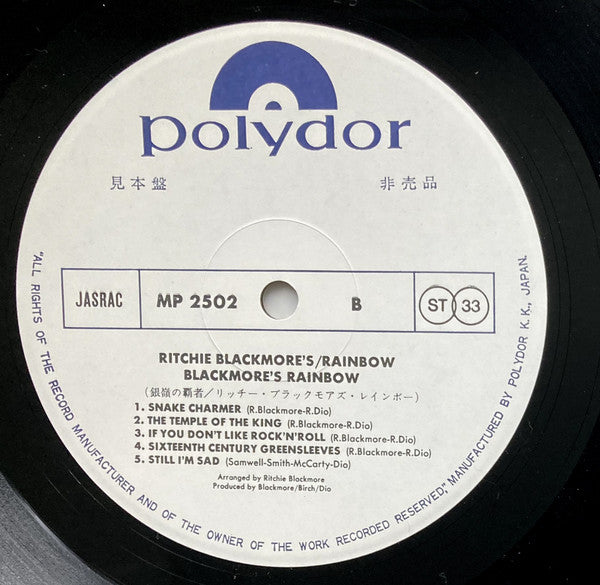 polydor
見本盤 非売品
JASRAC MP 2502 B ST 33
RITCHIE BLACKMORE'S/RAINBOW
BLACKMORE'S RAINBOW
(銀嶺の覇者/リッチー・ブラックモアズ・レインボー)
1. SNAKE CHARMER (R.Blackmore-R.Dio)
2. THE TEMPLE OF THE KING (R.Blackmore-R.Dio)
3. IF YOU DON'T LIKE ROCK'N'ROLL (R.Blackmore-R.Dio)
4. SIXTEENTH CENTURY GREENSLEEVES (R.Blackmore-R.Dio)
5. STILL I'M SAD (Samwell-Smith-McCarty-Dio)
Arranged by Ritchie Blackmore
Produced by Blackmore/Birch/Dio
"ALL RIGHTS OF THE RECORD MANUFACTURER AND OF THE OWNER OF THE WORK RECORDED RESERVED," MANUFACTURED BY POLYDOR K.K., JAPAN.